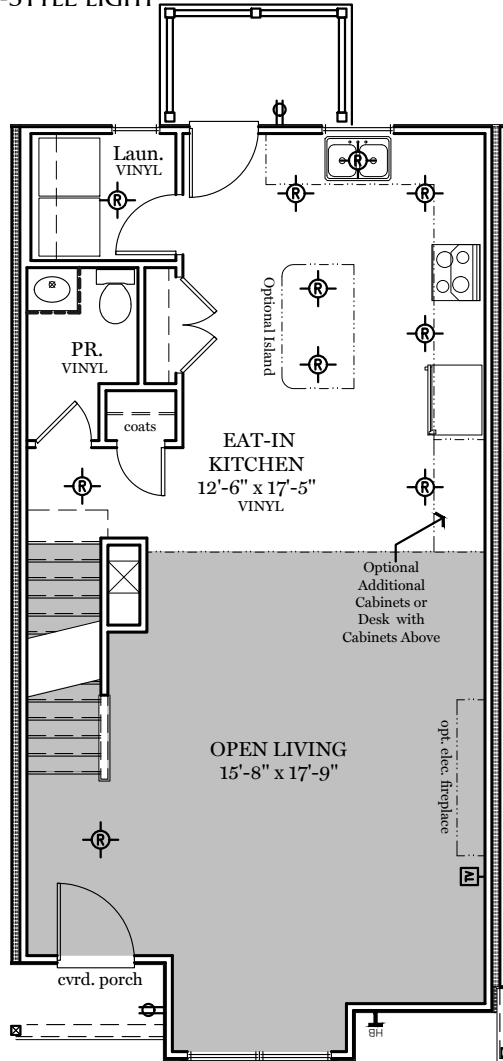 -STYLE LIGHT
Laun.
VINYL
R
R
R
R
PR.
VINYL
Optional Island
R
R
R
coats
EAT-IN
KITCHEN
12'-6" x 17'-5"
VINYL
R
R
Optional
Additional
Cabinets or
Desk with
Cabinets Above
OPEN LIVING
15'-8" x 17'-9"
opt. elec. fireplace
R
TV
cvrd. porch
HB